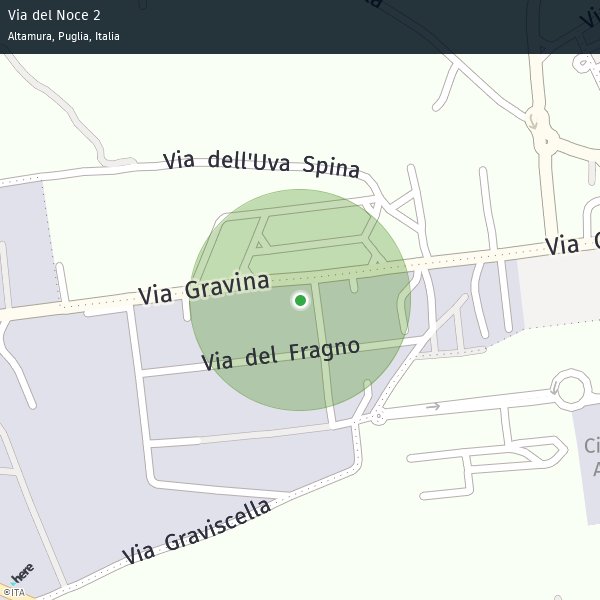 Via del Noce 2
Altamura, Puglia, Italia
Via dell'Uva Spina
Via Gravina
Via del Fragno
Via Graviscella
here
©ITA